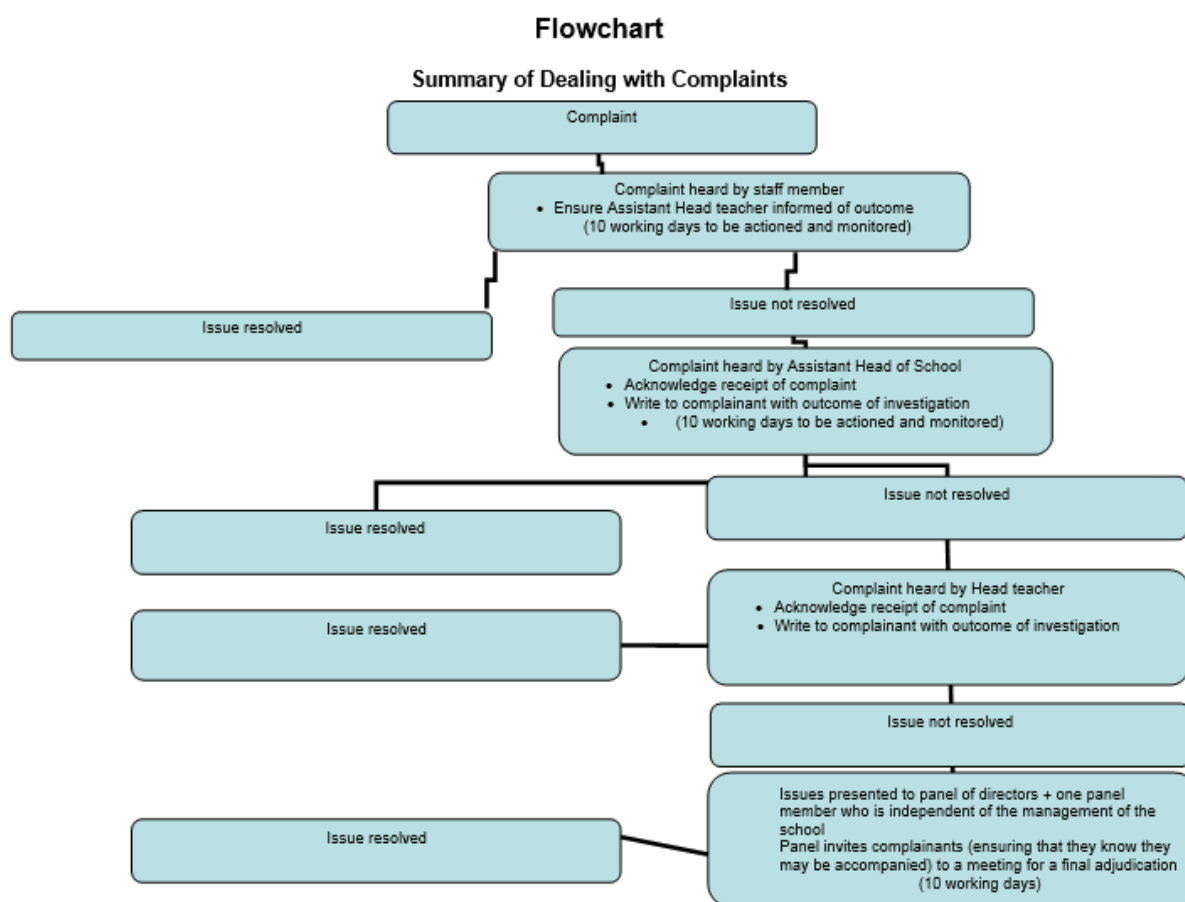 Flowchart
Summary of Dealing with Complaints
Complaint
Complaint heard by staff member
• Ensure Assistant Head teacher informed of outcome
(10 working days to be actioned and monitored)
Issue resolved
Issue not resolved
Complaint heard by Assistant Head of School
• Acknowledge receipt of complaint
• Write to complainant with outcome of investigation
• (10 working days to be actioned and monitored)
Issue not resolved
Issue resolved
Complaint heard by Head teacher
• Acknowledge receipt of complaint
• Write to complainant with outcome of investigation
Issue resolved
Issue not resolved
Issues presented to panel of directors + one panel
member who is independent of the management of the
school
Panel invites complainants (ensuring that they know they
may be accompanied) to a meeting for a final adjudication
(10 working days)
Issue resolved